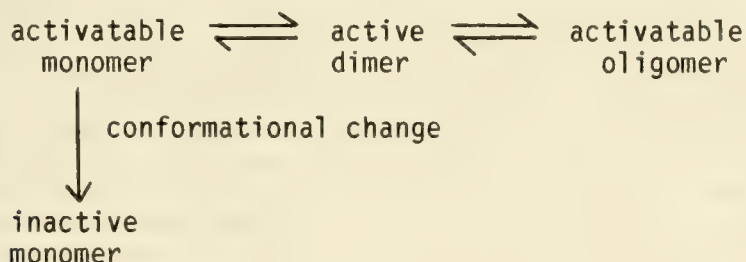 activatable active activatable
monomer dimer oligomer
conformational change
inactive
monomer